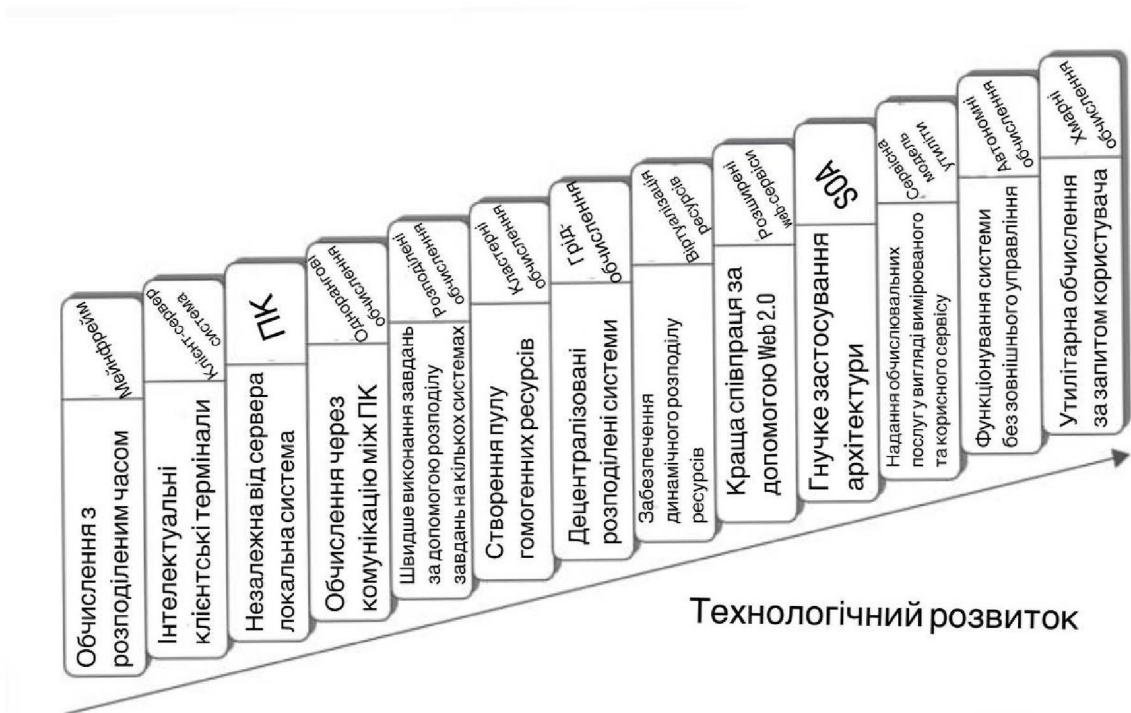 Мейнфрейм
Обчислення з
розподіленим часом
Клієнт-сервер
система
Інтелектуальні
клієнтські термінали
ПК
Незалежна від сервера
локальна система
Однорангові
обчислення
Обчислення через
комунікацію між ПК
Розподілені
обчислення
Швидше виконання завдань
за допомогою розподілу
завдань на кількох системах
Кластерні
обчислення
Створення пулу
гомогенних ресурсів
Грід
обчислення
Децентралізовані
розподілені системи
Віртуалізація
ресурсів
Забезпечення
динамічного розподілу
ресурсів
Розширені
web-сервіси
Краща співпраця за
допомогою Web 2.0
SOA
Гнучке застосування
архітектури
Сервісна
модель
утиліти
Надання обчислювальних
послуг у вигляді вимірюваного
та корисного сервісу
Автономні
обчислення
Функціонування системи
без зовнішнього управління
Хмарні
обчислення
Утилітарна обчислення
за запитом користувача
Технологічний розвиток